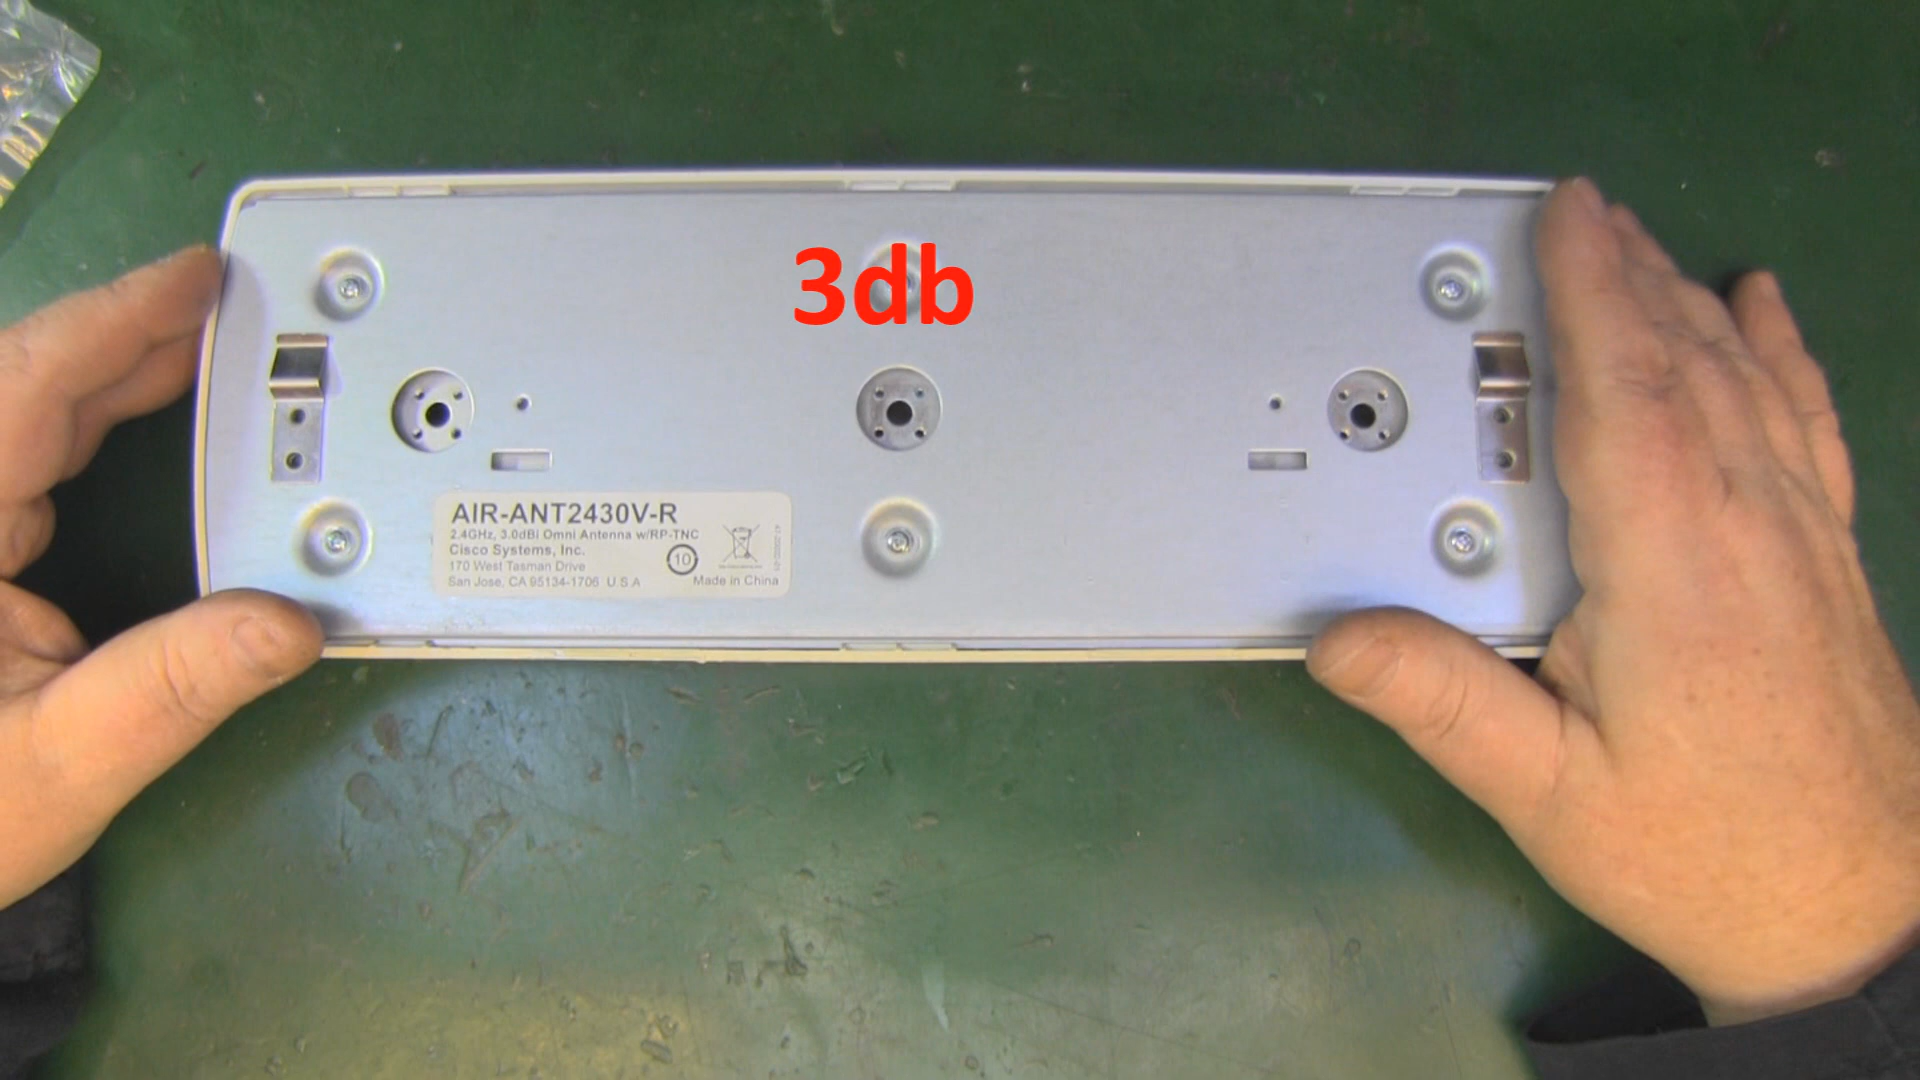 3db
AIR-ANT2430V-R
2.4GHz, 3.0dBi Omni Antenna w/RP-TNC
Cisco Systems, Inc.
10
170 West Tasman Drive
San Jose, CA 95134-1706 U S A
Made in China